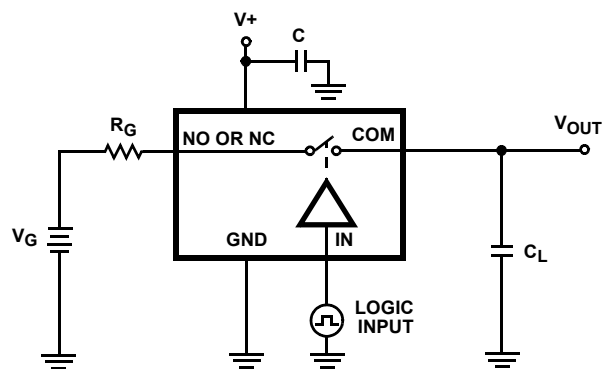 V+
C
RG
NO OR NC
COM
VOUT
VG
GND
IN
CL
LOGIC
INPUT